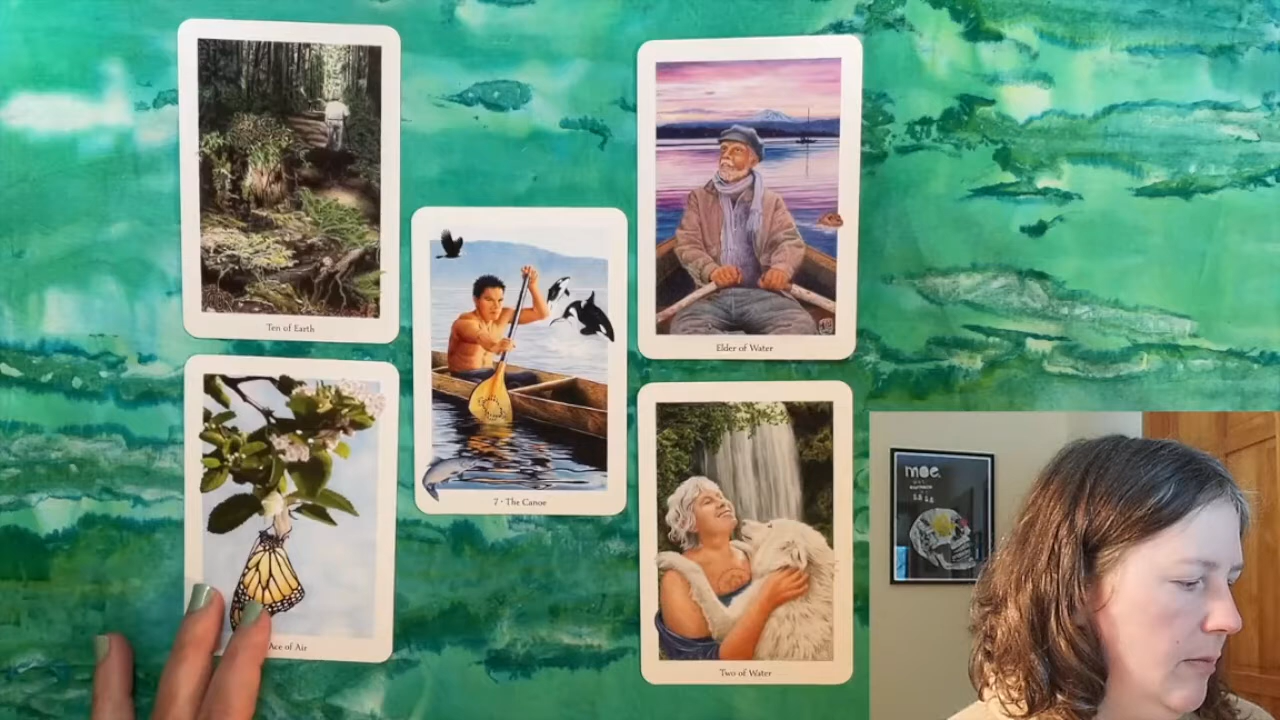 Ten of Earth
Elder of Water
7 · The Canoe
Ace of Air
Two of Water
moe.